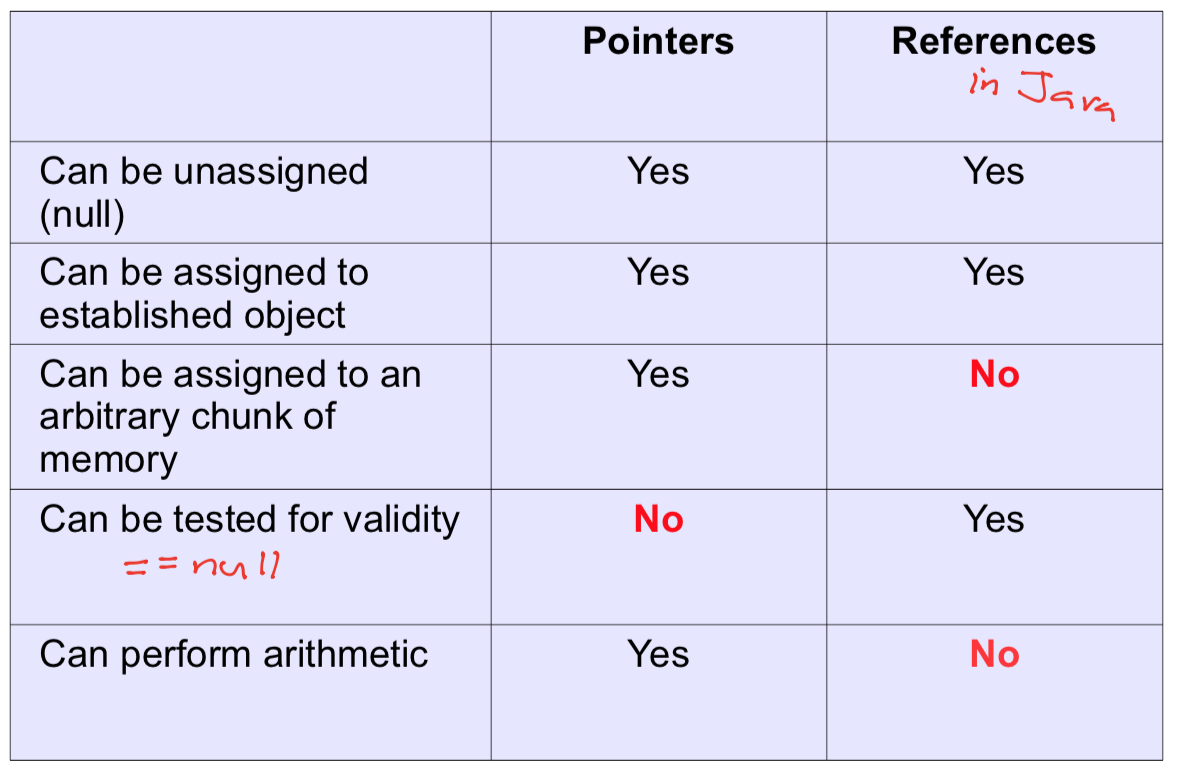 Pointers
References
in Java
Can be unassigned
(null)
Yes
Yes
Can be assigned to
established object
Yes
Yes
Can be assigned to an
arbitrary chunk of
memory
Yes
No
Can be tested for validity
== null
No
Yes
Can perform arithmetic
Yes
No